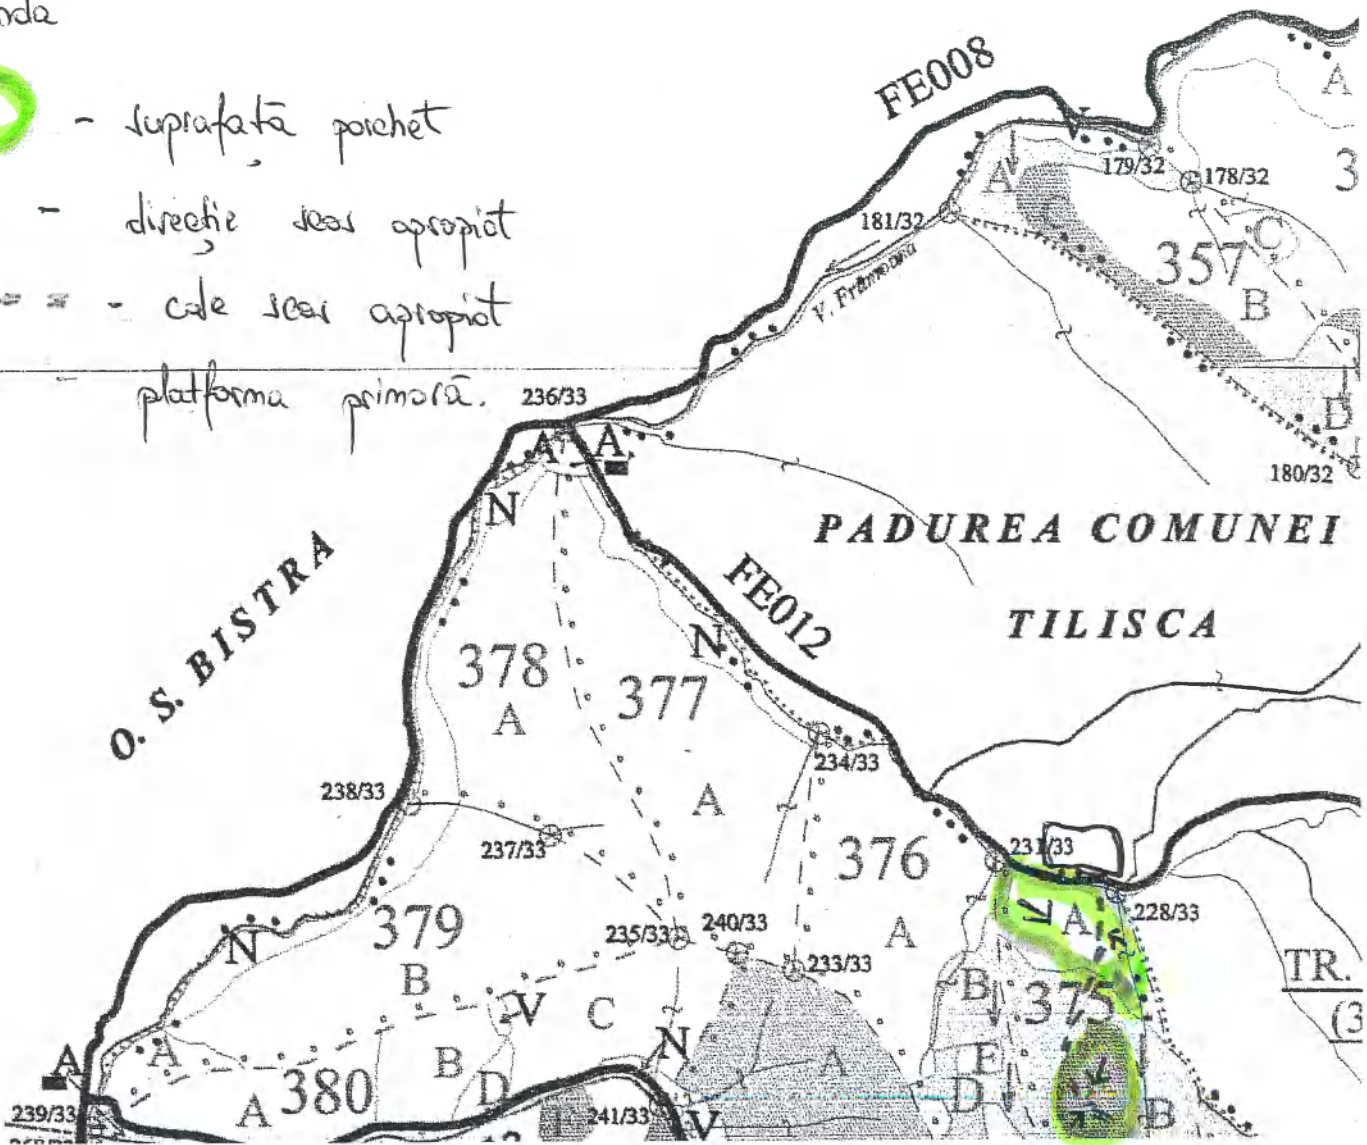 - suprafață parchet
- direcție scos apropiat
= = - cale scos apropiat
- platforma primară.
FE008
A
3
179/32
178/32
A
181/32
C
357
B
V. Frumoasa
D
180/32
236/33
A A
N
PADUREA COMUNEI
TILISCA
O. S. BISTRA
FE012
N
378
A
377
234/33
A
238/33
237/33
376
231/33
A
228/33
379
235/33
240/33
A
N
B
233/33
TR.
B
375
(3
V
C
N
A
A
B
E
380
D
D
A
B
239/33
241/33
V